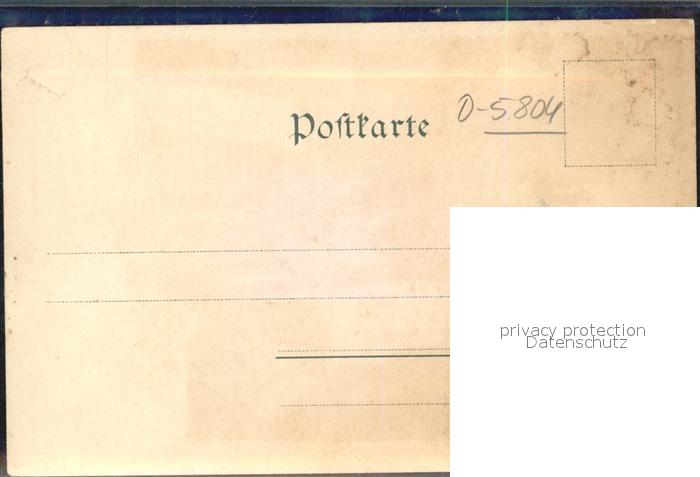 Poſtkarte
0-5804
privacy protection
Datenschutz